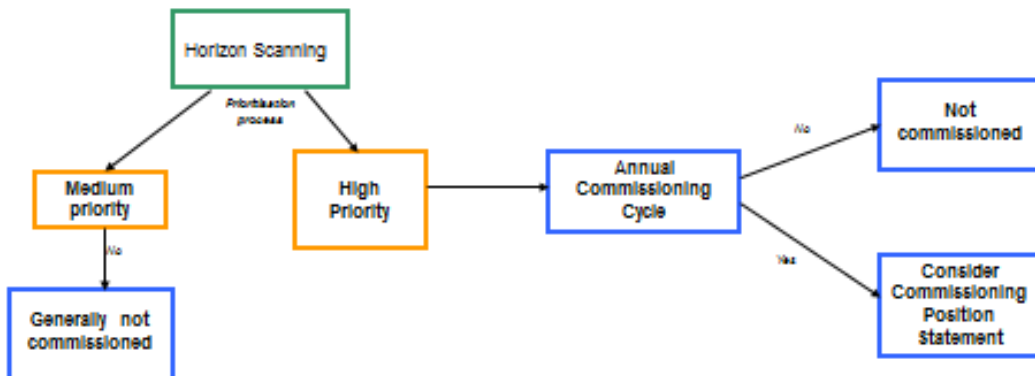 Horizon Scanning
Prioritisation
process
Medium
priority
No
Generally not
commissioned
High
Priority
Annual
Commissioning
Cycle
No
Not
commissioned
Yes
Consider
Commissioning
Position
Statement